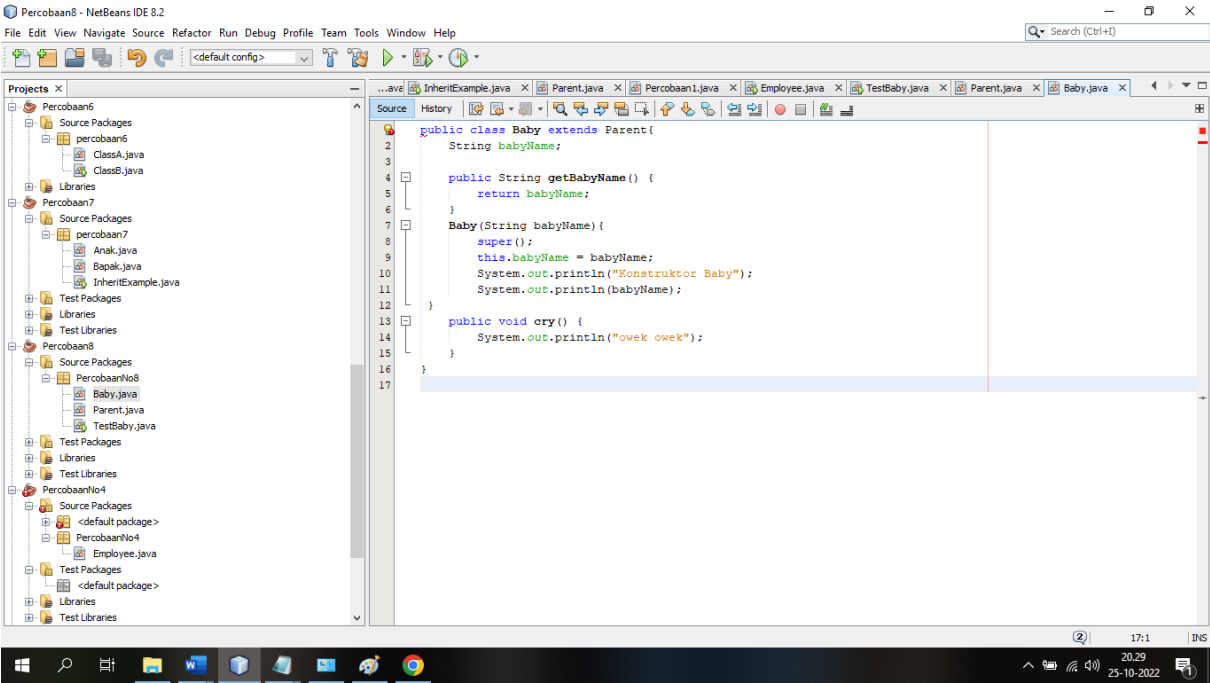 Percobaan8 - NetBeans IDE 8.2
File Edit View Navigate Source Refactor Run Debug Profile Team Tools Window Help
Search (Ctrl+I)
<default config>
Projects
Percobaan6
Source Packages
percobaan6
ClassA.java
ClassB.java
Libraries
Percobaan7
Source Packages
percobaan7
Anak.java
Bapak.java
InheritExample.java
Test Packages
Libraries
Test Libraries
Percobaan8
Source Packages
PercobaanNo8
Baby.java
Parent.java
TestBaby.java
Test Packages
Libraries
Test Libraries
PercobaanNo4
Source Packages
<default package>
PercobaanNo4
Employee.java
Test Packages
<default package>
Libraries
Test Libraries
...ava InheritExample.java Parent.java Percobaan1.java Employee.java TestBaby.java Parent.java Baby.java
Source History
public class Baby extends Parent{
2 String babyName;
3
4 public String getBabyName() {
5 return babyName;
6 }
7 Baby(String babyName){
8 super();
9 this.babyName = babyName;
10 System.out.println("Konstruktor Baby");
11 System.out.println(babyName);
12 }
13 public void cry() {
14 System.out.println("owek owek");
15 }
16 }
17
2 17:1 INS
20.29
25-10-2022
1